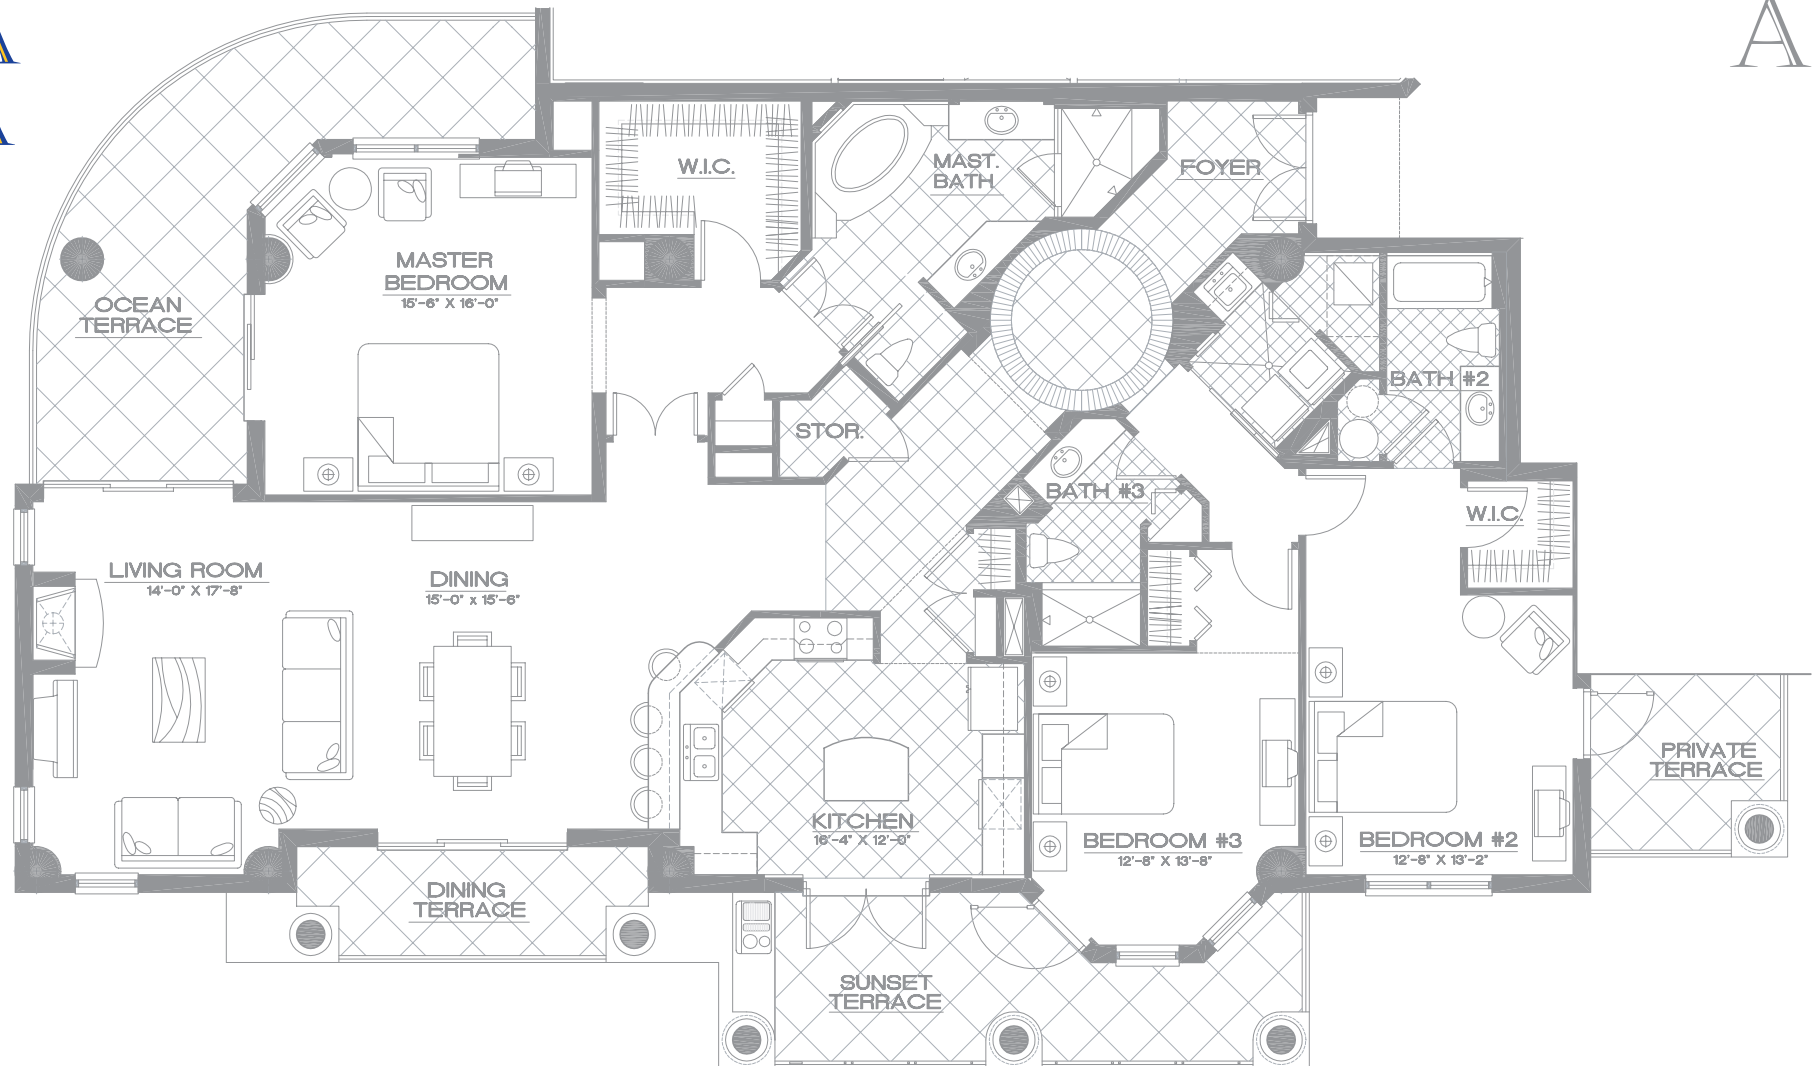 A
A
W.I.C.
MAST.
BATH
FOYER
MASTER
BEDROOM
15'-6" X 16'-0"
OCEAN
TERRACE
BATH #2
STOR.
BATH #3
W.I.C.
LIVING ROOM
14'-0" X 17'-8"
DINING
15'-0" x 15'-6"
KITCHEN
16'-4" X 12'-0"
BEDROOM #3
12'-8" X 13'-8"
BEDROOM #2
12'-8" X 13'-2"
PRIVATE
TERRACE
DINING
TERRACE
SUNSET
TERRACE